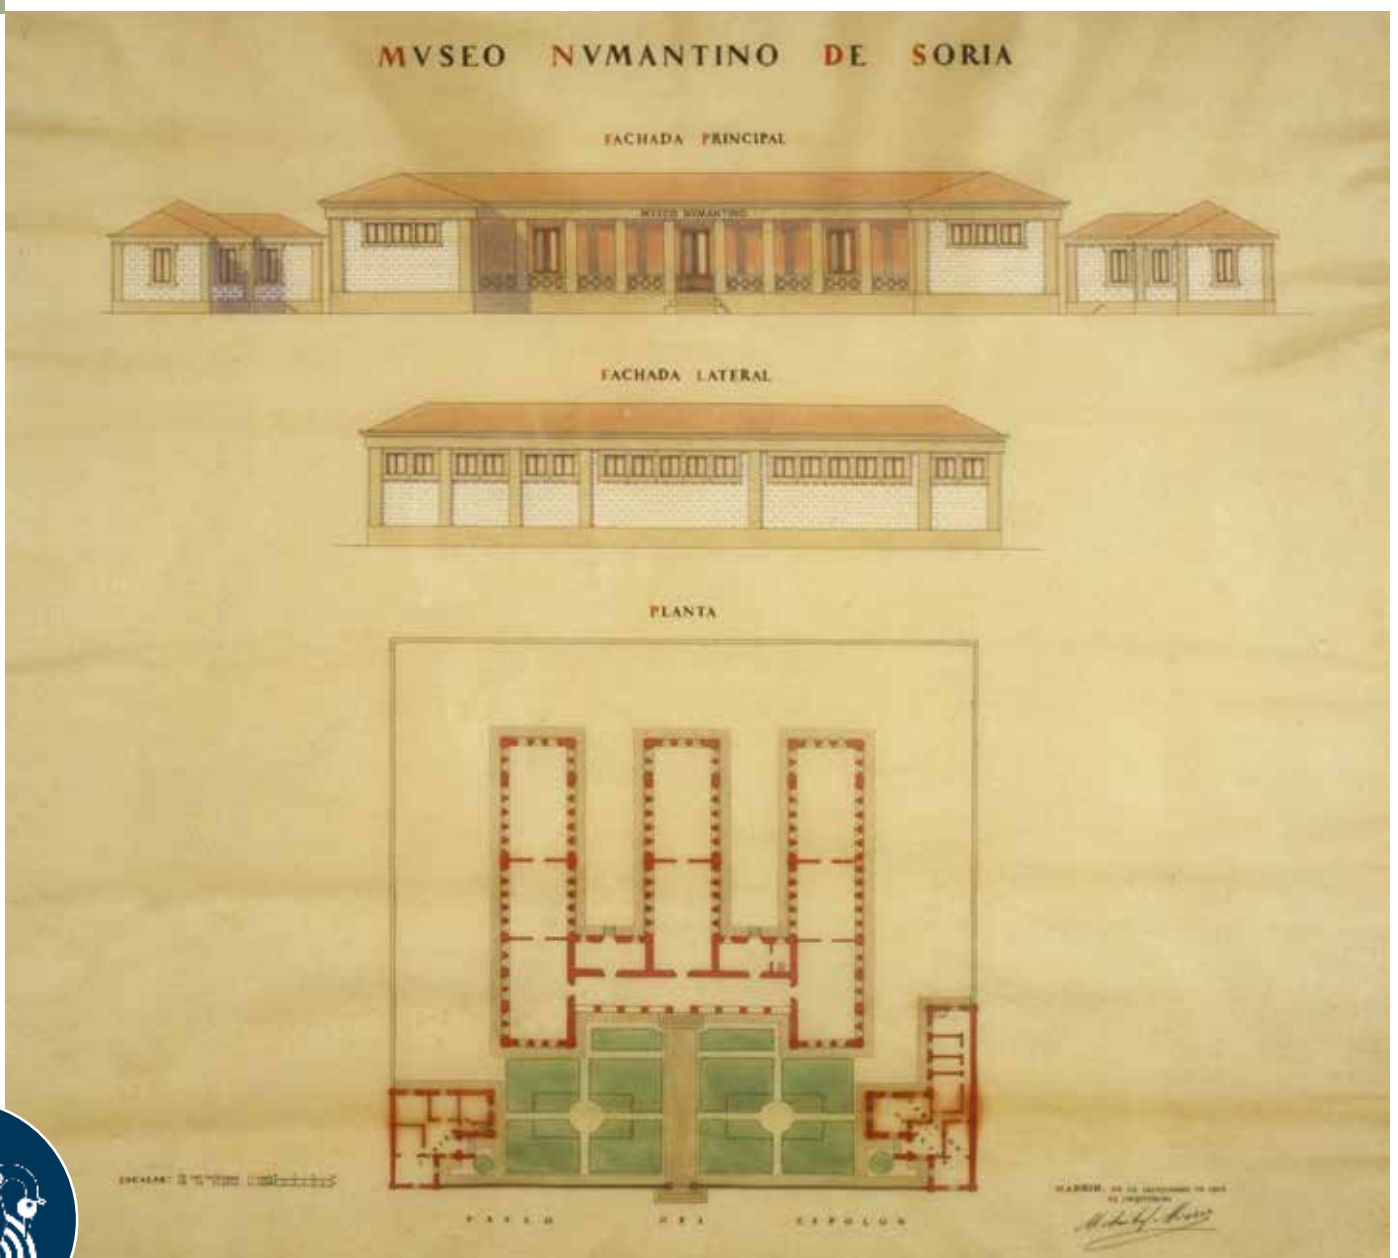 MVSEO NVMANTINO DE SORIA
FACHADA PRINCIPAL
MVSEO NVMANTINO
FACHADA LATERAL
PLANTA
PASEO DEL ESPOLON
ESCALAS:
MADRID,